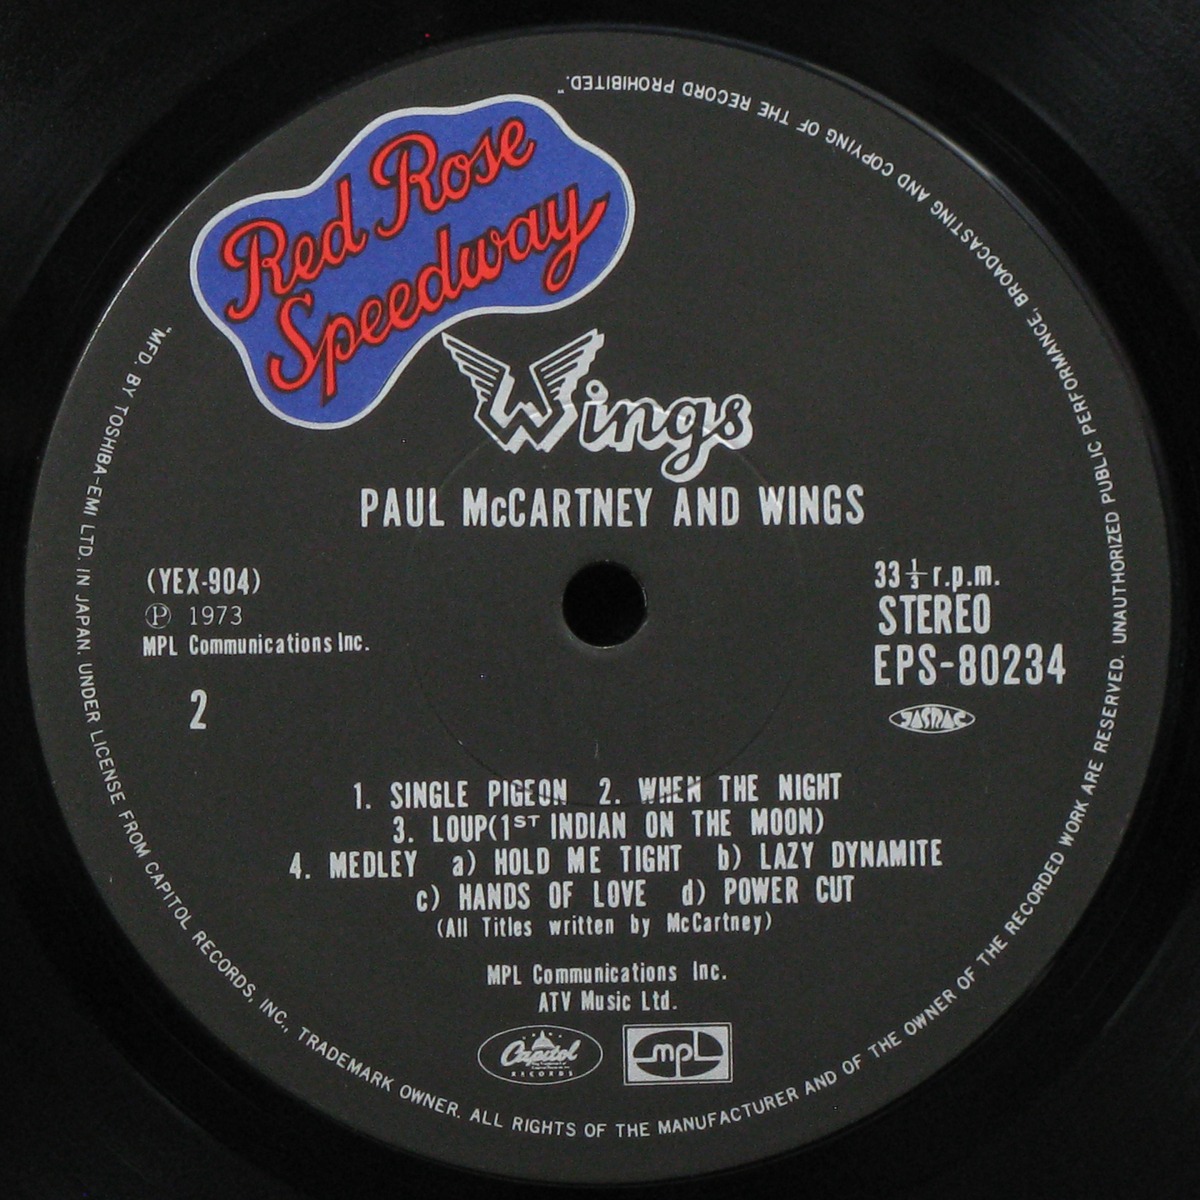 Red Rose
Speedway
Wings
PAUL McCARTNEY AND WINGS
(YEX-904)
℗ 1973
MPL Communications Inc.
2
33⅓ r.p.m.
STEREO
EPS-80234
JASRAC
1. SINGLE PIGEON 2. WHEN THE NIGHT
3. LOUP(1ST INDIAN ON THE MOON)
4. MEDLEY a) HOLD ME TIGHT b) LAZY DYNAMITE
c) HANDS OF LOVE d) POWER CUT
(All Titles written by McCartney)
MPL Communications Inc.
ATV Music Ltd.
Capitol
RECORDS
mpl
"MFD. BY TOSHIBA-EMI LTD. IN JAPAN. UNDER LICENSE FROM CAPITOL RECORDS, INC., TRADEMARK OWNER. ALL RIGHTS OF THE MANUFACTURER AND OF THE OWNER OF THE RECORDED WORK ARE RESERVED. UNAUTHORIZED PUBLIC PERFORMANCE, BROADCASTING AND COPYING OF THE RECORD PROHIBITED."